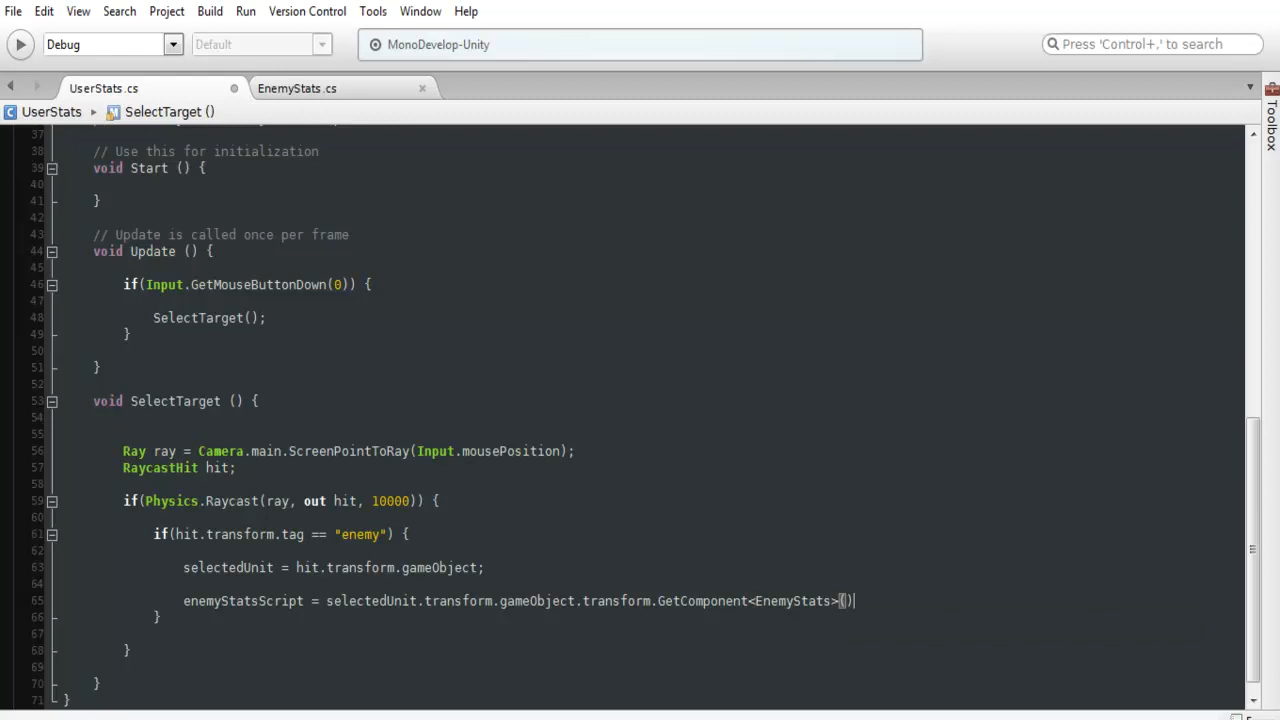 File Edit View Search Project Build Run Version Control Tools Window Help
Debug Default MonoDevelop-Unity Press 'Control+,' to search
UserStats.cs EnemyStats.cs
UserStats SelectTarget ()
Toolbox
37
38 // Use this for initialization
39 void Start () {
40
41 }
42
43 // Update is called once per frame
44 void Update () {
45
46 if(Input.GetMouseButtonDown(0)) {
47
48 SelectTarget();
49 }
50
51 }
52
53 void SelectTarget () {
54
55
56 Ray ray = Camera.main.ScreenPointToRay(Input.mousePosition);
57 RaycastHit hit;
58
59 if(Physics.Raycast(ray, out hit, 10000)) {
60
61 if(hit.transform.tag == "enemy") {
62
63 selectedUnit = hit.transform.gameObject;
64
65 enemyStatsScript = selectedUnit.transform.gameObject.transform.GetComponent<EnemyStats>()
66 }
67
68 }
69
70 }
71 }